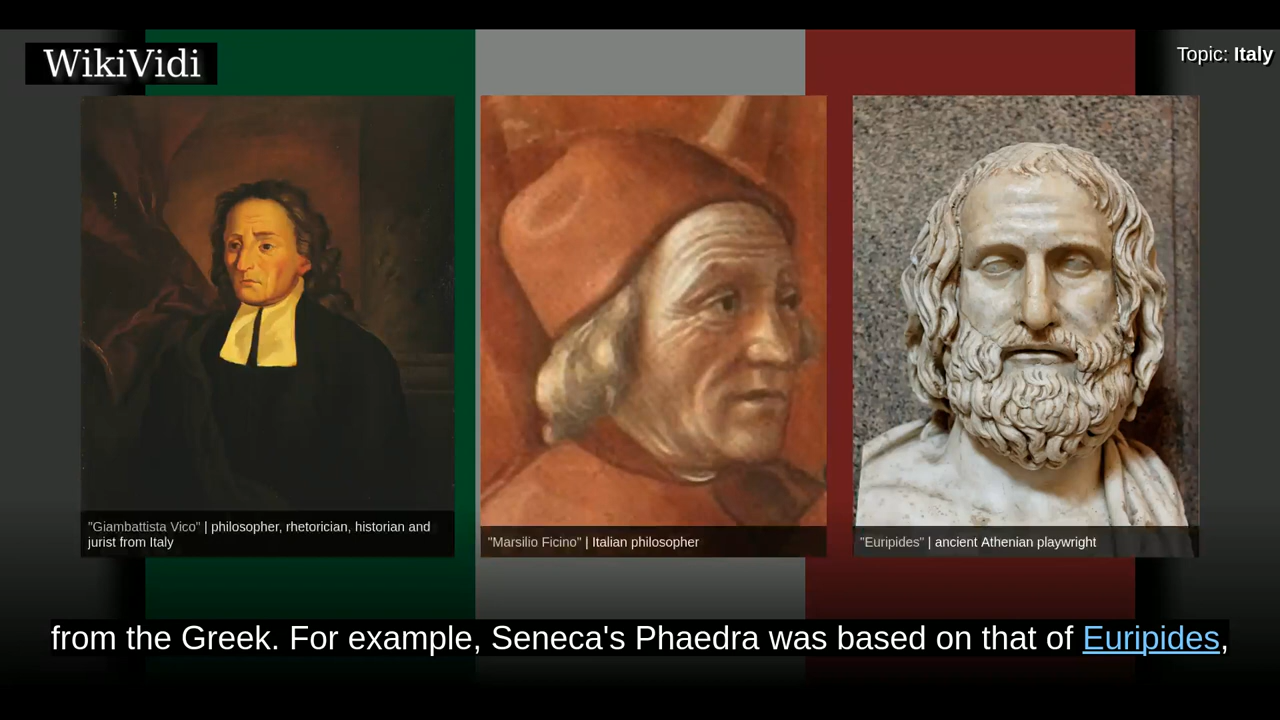 WikiVidi
Topic: Italy
"Giambattista Vico" | philosopher, rhetorician, historian and
jurist from Italy
"Marsilio Ficino" | Italian philosopher
"Euripides" | ancient Athenian playwright
from the Greek. For example, Seneca's Phaedra was based on that of Euripides,